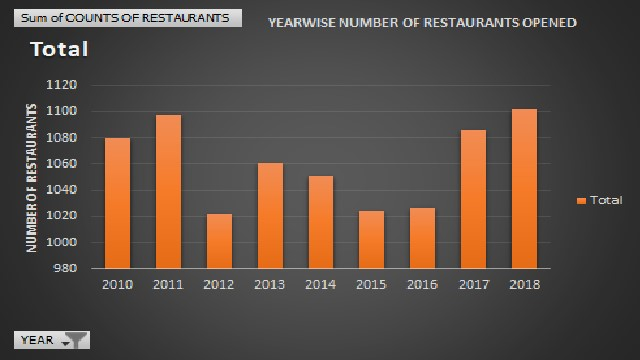 Sum of COUNTS OF RESTAURANTS
YEARWISE NUMBER OF RESTAURANTS OPENED
Total
NUMBER OF RESTAURANTS
1120
1100
1080
1060
1040
1020
1000
980
2010 2011 2012 2013 2014 2015 2016 2017 2018
Total
YEAR